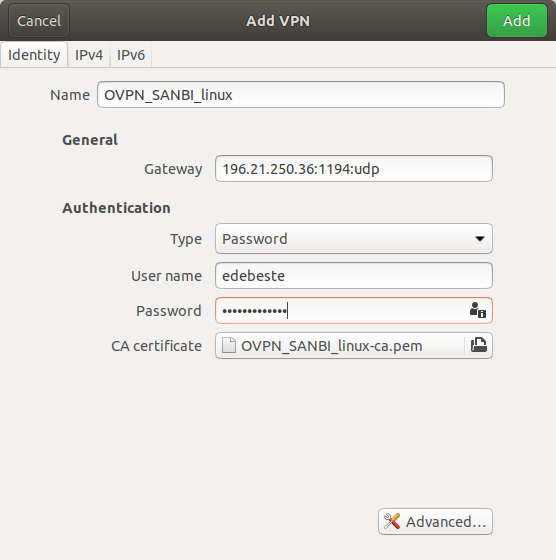 Cancel Add VPN Add
Identity IPv4 IPv6
Name OVPN_SANBI_linux
General
Gateway 196.21.250.36:1194:udp
Authentication
Type Password
User name edebeste
Password •••••••••••••
CA certificate OVPN_SANBI_linux-ca.pem
Advanced...